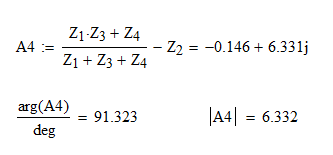 A4 := (Z₁·Z₃ + Z₄)/(Z₁ + Z₃ + Z₄) − Z₂ = −0.146 + 6.331j
arg(A4)/deg = 91.323 |A4| = 6.332